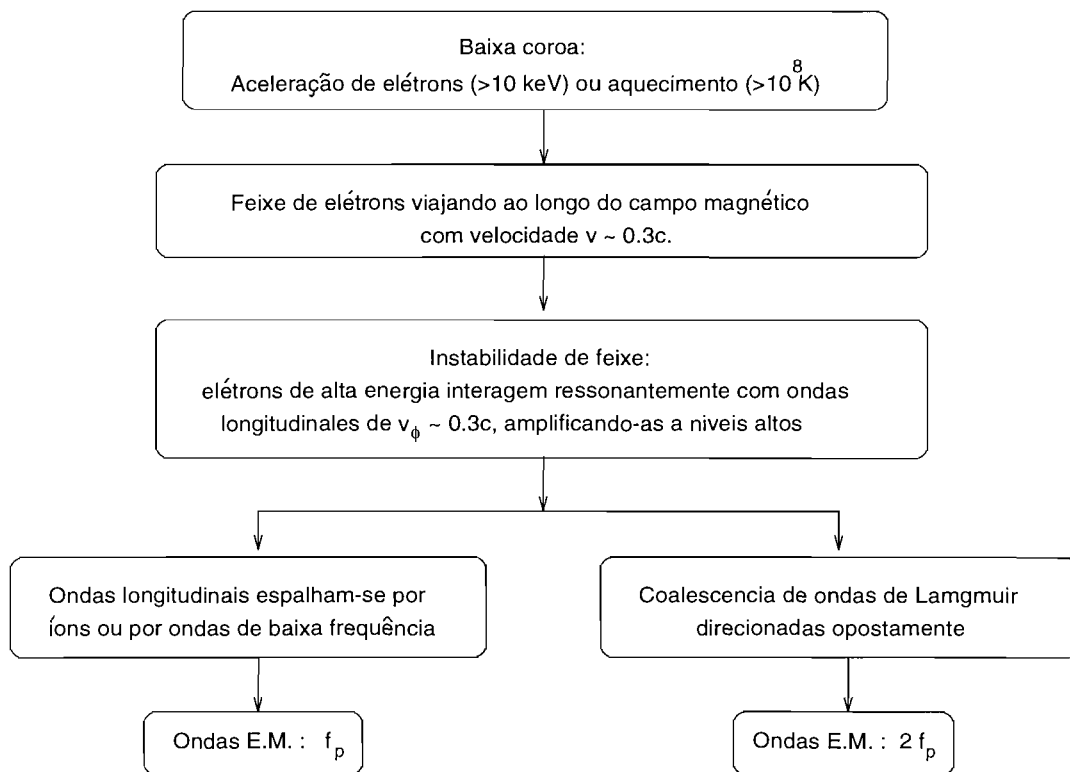 Baixa coroa:
Aceleração de elétrons (>10 keV) ou aquecimento (>10⁸K)
Feixe de elétrons viajando ao longo do campo magnético
com velocidade v ~ 0.3c.
Instabilidade de feixe:
elétrons de alta energia interagem ressonantemente com ondas
longitudinales de vϕ ~ 0.3c, amplificando-as a niveis altos
Ondas longitudinais espalham-se por
íons ou por ondas de baixa frequência
Coalescencia de ondas de Lamgmuir
direcionadas opostamente
Ondas E.M. : fp
Ondas E.M. : 2 fp